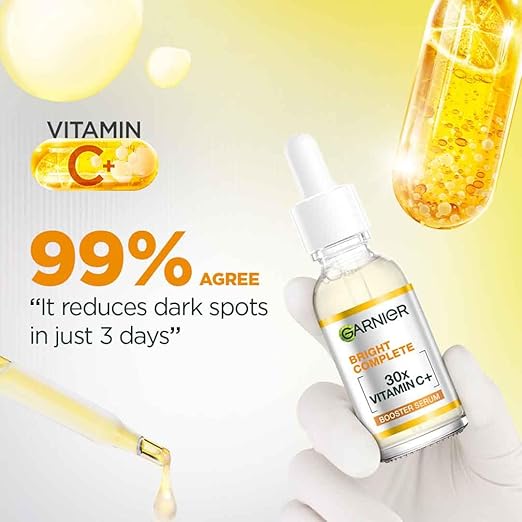 VITAMIN
C+
99% AGREE
“It reduces dark spots
in just 3 days”
GARNIER
BRIGHT
COMPLETE
30x
VITAMIN C+
BOOSTER SERUM